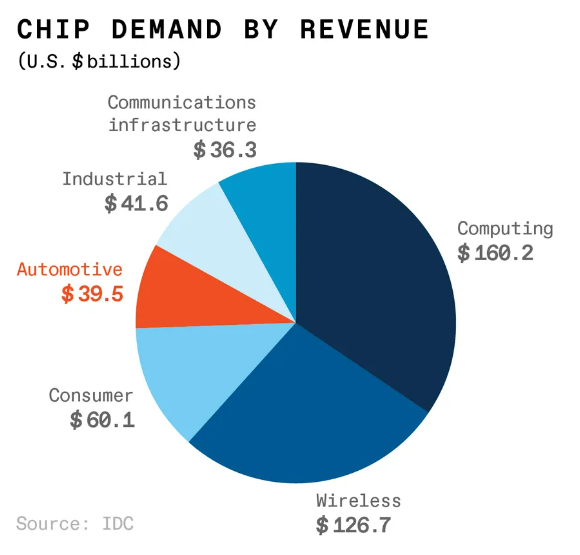 CHIP DEMAND BY REVENUE
(U.S. $billions)
Communications
infrastructure
$36.3
Industrial
$41.6
Computing
$160.2
Automotive
$39.5
Consumer
$60.1
Wireless
$126.7
Source: IDC